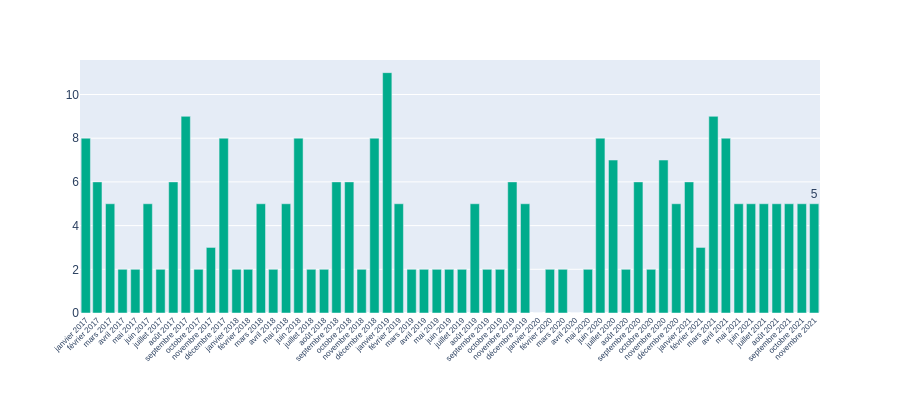 10
8
6
4
2
0
5
janvier 2017
février 2017
mars 2017
avril 2017
mai 2017
juin 2017
juillet 2017
août 2017
septembre 2017
octobre 2017
novembre 2017
décembre 2017
janvier 2018
février 2018
mars 2018
avril 2018
mai 2018
juin 2018
juillet 2018
août 2018
septembre 2018
octobre 2018
novembre 2018
décembre 2018
janvier 2019
février 2019
mars 2019
avril 2019
mai 2019
juin 2019
juillet 2019
août 2019
septembre 2019
octobre 2019
novembre 2019
décembre 2019
janvier 2020
février 2020
mars 2020
avril 2020
mai 2020
juin 2020
juillet 2020
août 2020
septembre 2020
octobre 2020
novembre 2020
décembre 2020
janvier 2021
février 2021
mars 2021
avril 2021
mai 2021
juin 2021
juillet 2021
août 2021
septembre 2021
octobre 2021
novembre 2021